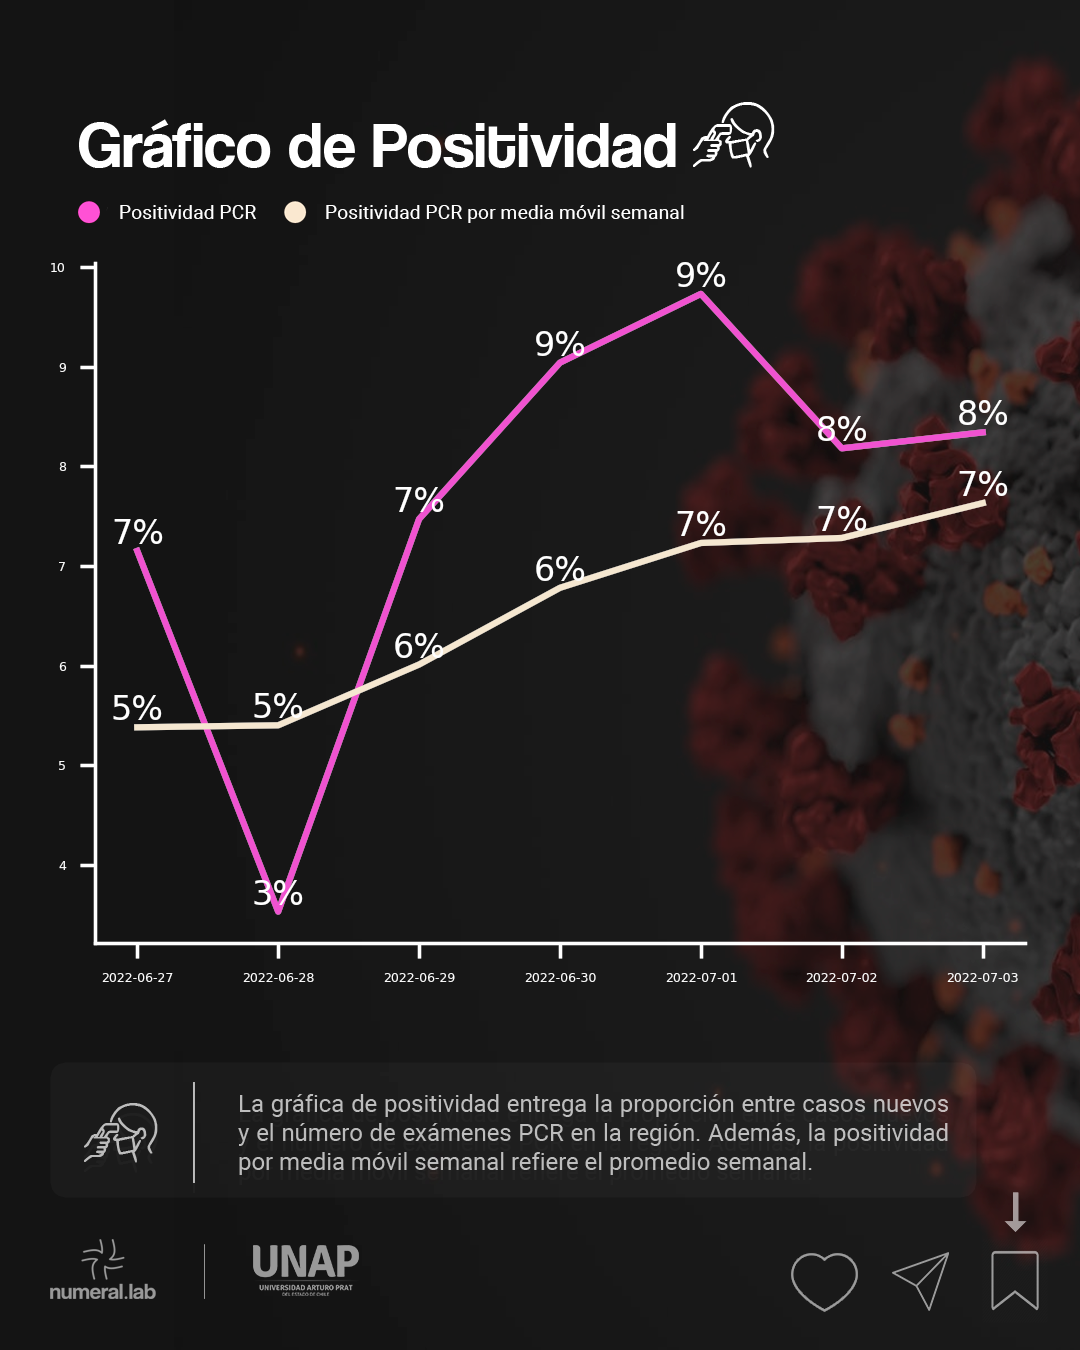 Gráfico de Positividad
Positividad PCR
Positividad PCR por media móvil semanal
10
9
8
7
6
5
4
7%
3%
7%
9%
9%
8%
8%
5%
5%
6%
6%
7%
7%
7%
2022-06-27
2022-06-28
2022-06-29
2022-06-30
2022-07-01
2022-07-02
2022-07-03
La gráfica de positividad entrega la proporción entre casos nuevos
y el número de exámenes PCR en la región. Además, la positividad
por media móvil semanal refiere el promedio semanal.
numeral.lab
UNAP
UNIVERSIDAD ARTURO PRAT
DEL ESTADO DE CHILE